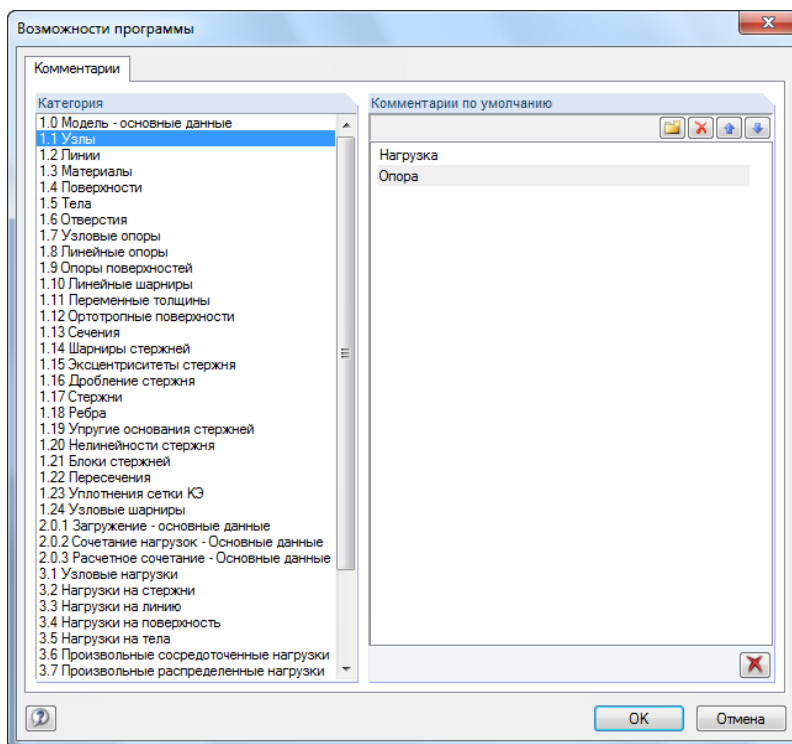 Возможности программы
Комментарии
Категория
1.0 Модель - основные данные
1.1 Узлы
1.2 Линии
1.3 Материалы
1.4 Поверхности
1.5 Тела
1.6 Отверстия
1.7 Узловые опоры
1.8 Линейные опоры
1.9 Опоры поверхностей
1.10 Линейные шарниры
1.11 Переменные толщины
1.12 Ортотропные поверхности
1.13 Сечения
1.14 Шарниры стержней
1.15 Эксцентриситеты стержня
1.16 Дробление стержня
1.17 Стержни
1.18 Ребра
1.19 Упругие основания стержней
1.20 Нелинейности стержня
1.21 Блоки стержней
1.22 Пересечения
1.23 Уплотнения сетки КЭ
1.24 Узловые шарниры
2.0.1 Загружение - основные данные
2.0.2 Сочетание нагрузок - Основные данные
2.0.3 Расчетное сочетание - Основные данные
3.1 Узловые нагрузки
3.2 Нагрузки на стержни
3.3 Нагрузки на линию
3.4 Нагрузки на поверхность
3.5 Нагрузки на тела
3.6 Произвольные сосредоточенные нагрузки
3.7 Произвольные распределенные нагрузки
Комментарии по умолчанию
Нагрузка
Опора
OK
Отмена